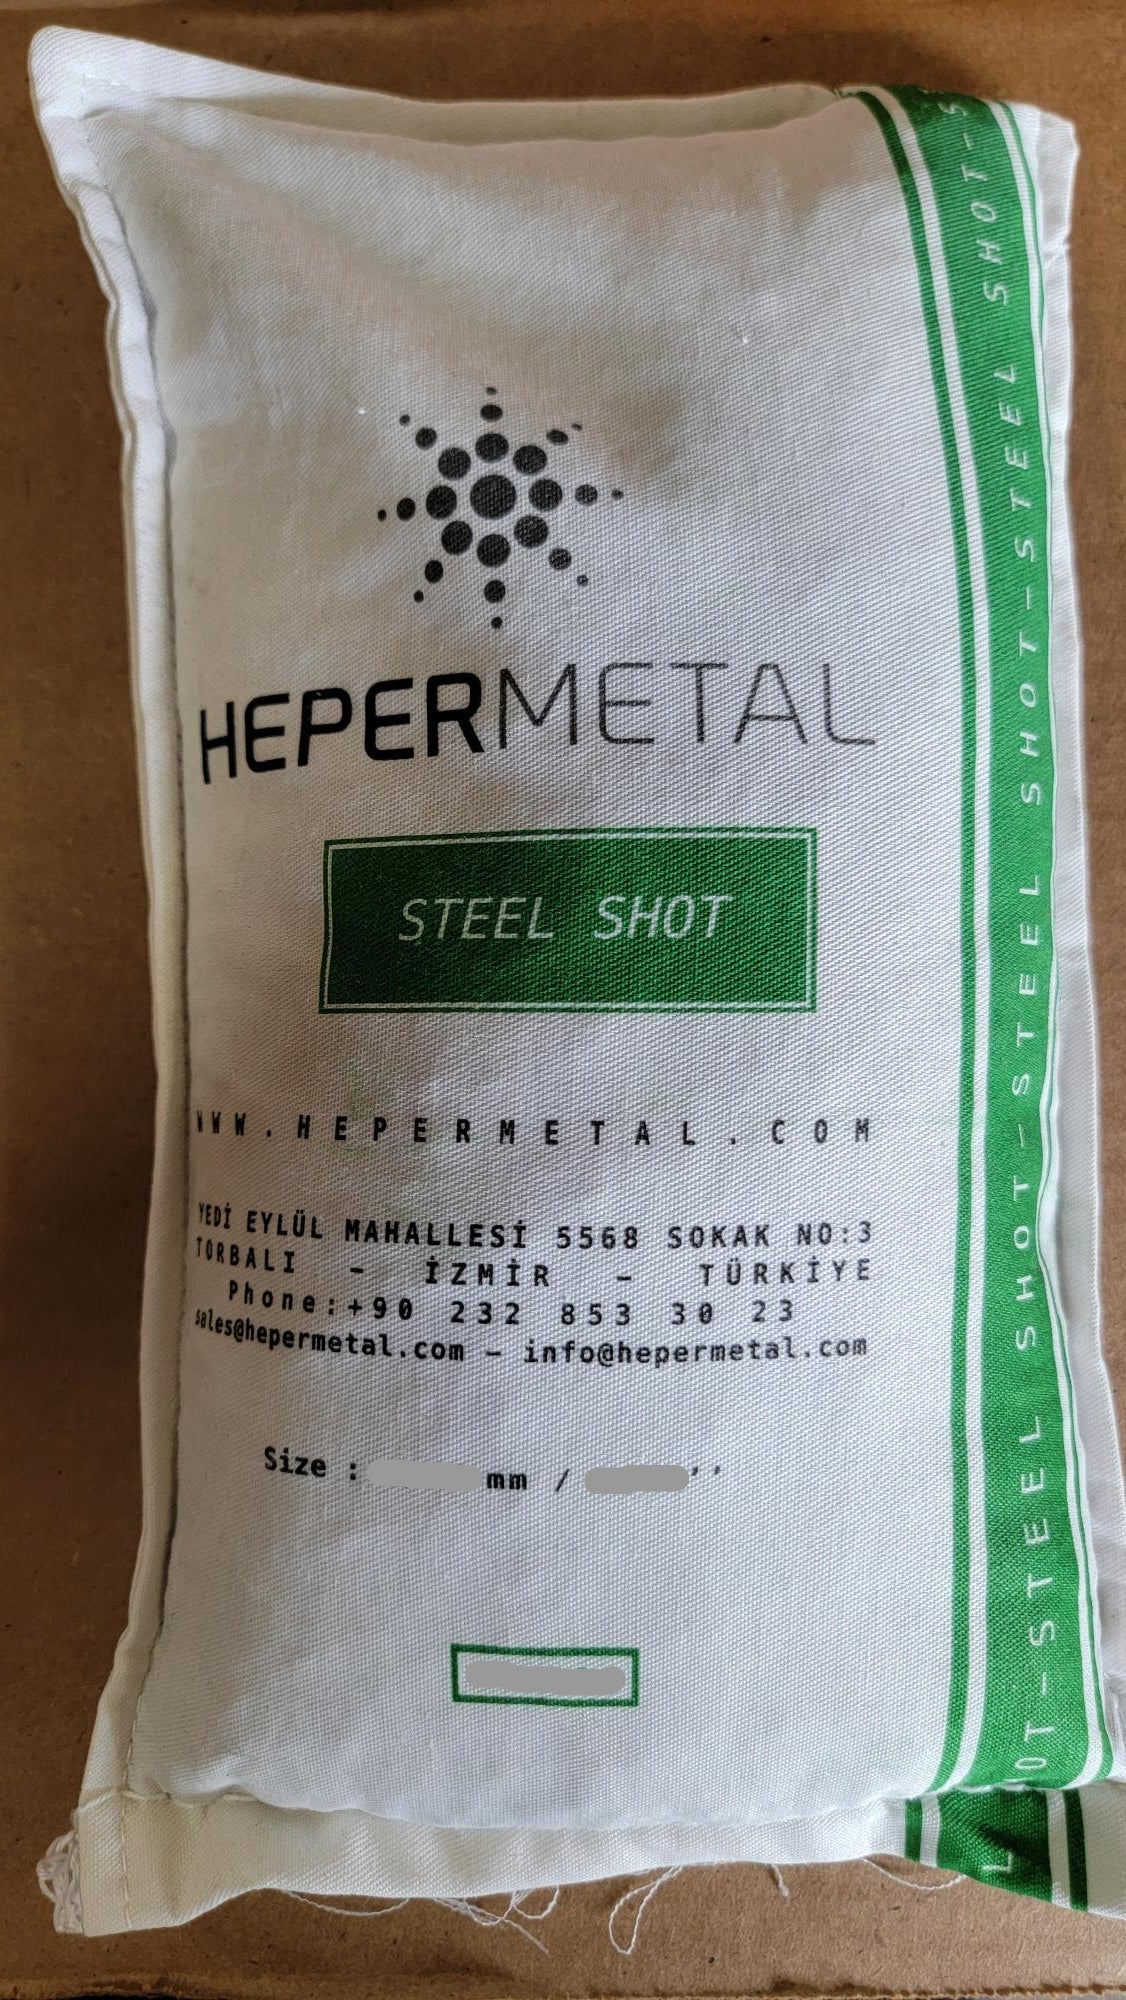 HEPERMETAL
STEEL SHOT
WWW.HEPERMETAL.COM
YEDİ EYLÜL MAHALLESİ 5568 SOKAK NO:3
TORBALI - İZMİR - TÜRKİYE
Phone:+90 232 853 30 23
sales@hepermetal.com - info@hepermetal.com
Size : mm / ''
STEEL SHOT-STEEL SHOT-STEEL SHOT-S